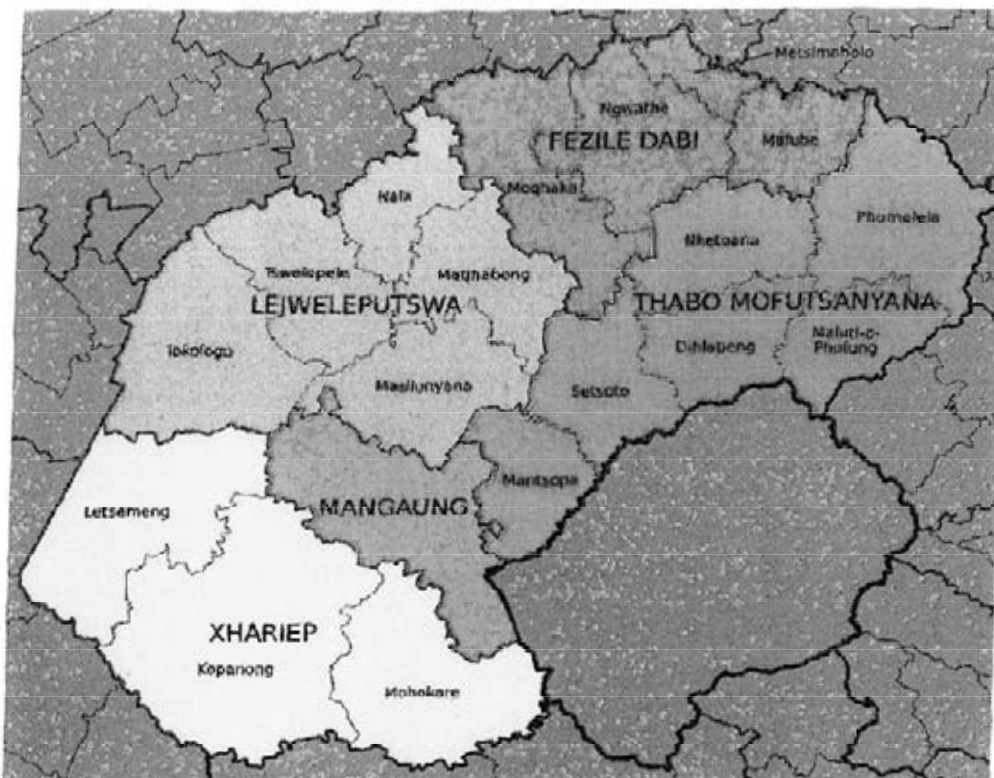 Metsimaholo
Ngwathe
FEZILE DABI
Mafube
Moqhaka
Nala
Phumelela
Nketoana
Tswelopele
Matjhabeng
LEJWELEPUTSWA
THABO MOFUTSANYANA
Tokologo
Dihlabeng
Maluti-a-
Phofung
Masilonyana
Setsoto
Mantsopa
MANGAUNG
Letsemeng
XHARIEP
Kopanong
Mohokare